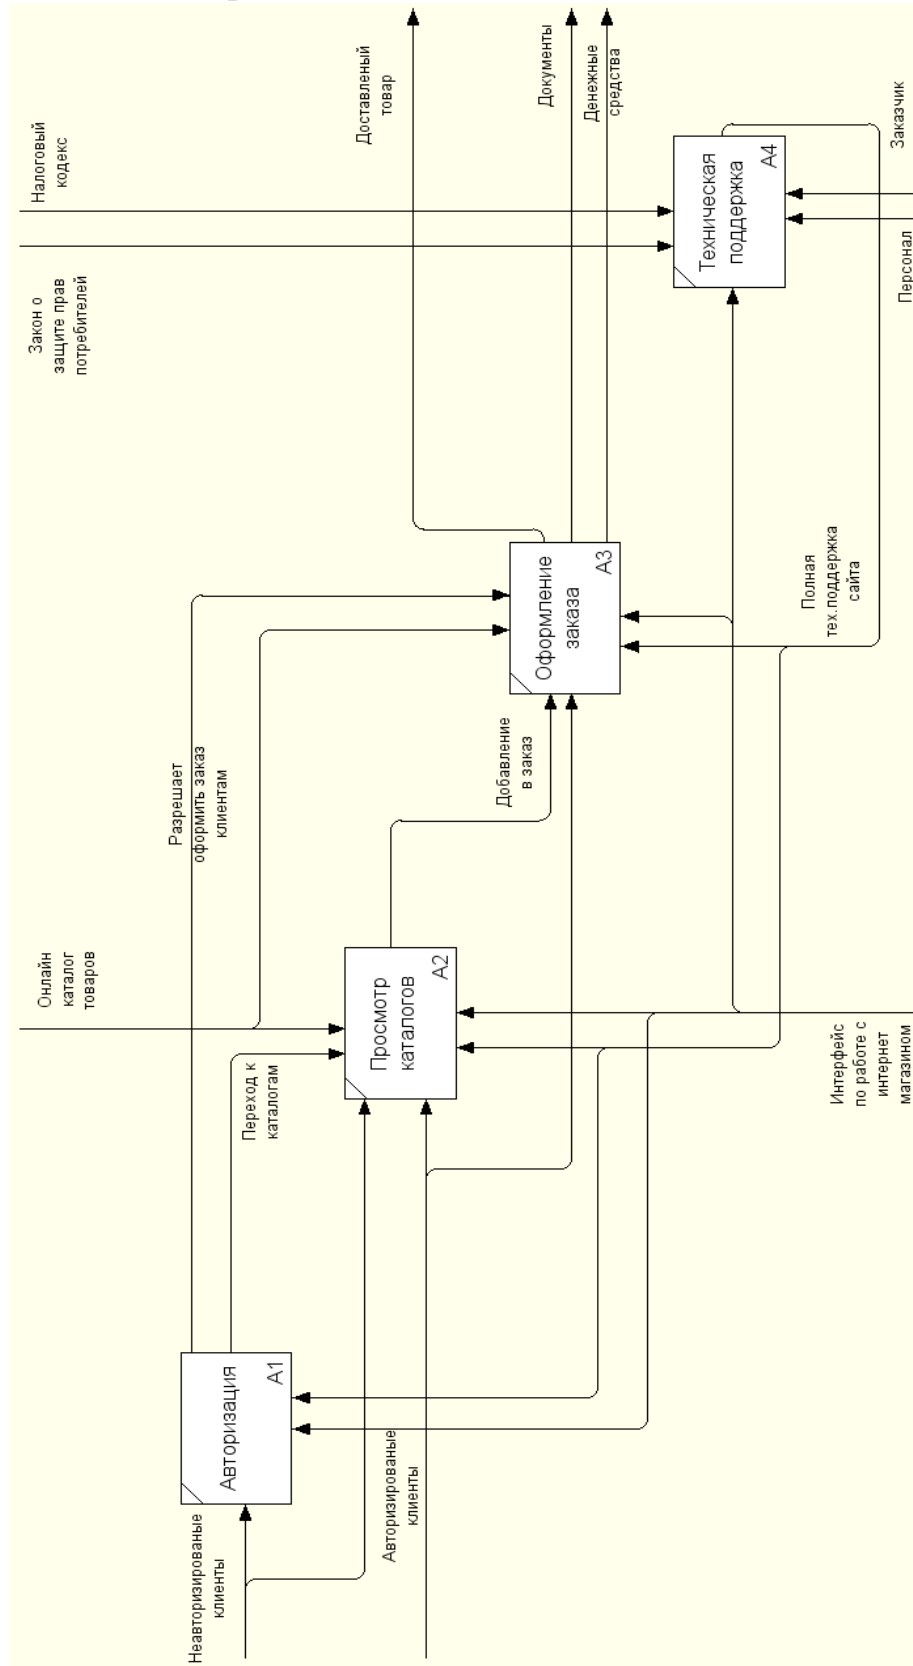 Онлайн
каталог
товаров
Закон о
защите прав
потребителей
Налоговый
кодекс
Разрешает
оформить заказ
клиентам
Неавторизированые
клиенты
Авторизация
A1
Переход к
каталогам
Доставленый
товар
Авторизированые
клиенты
Просмотр
каталогов
A2
Добавление
в заказ
Оформление
заказа
A3
Документы
Денежные
средства
Техническая
поддержка
A4
Полная
тех.поддержка
сайта
Интерфейс
по работе с
интернет
магазином
Персонал
Заказчик